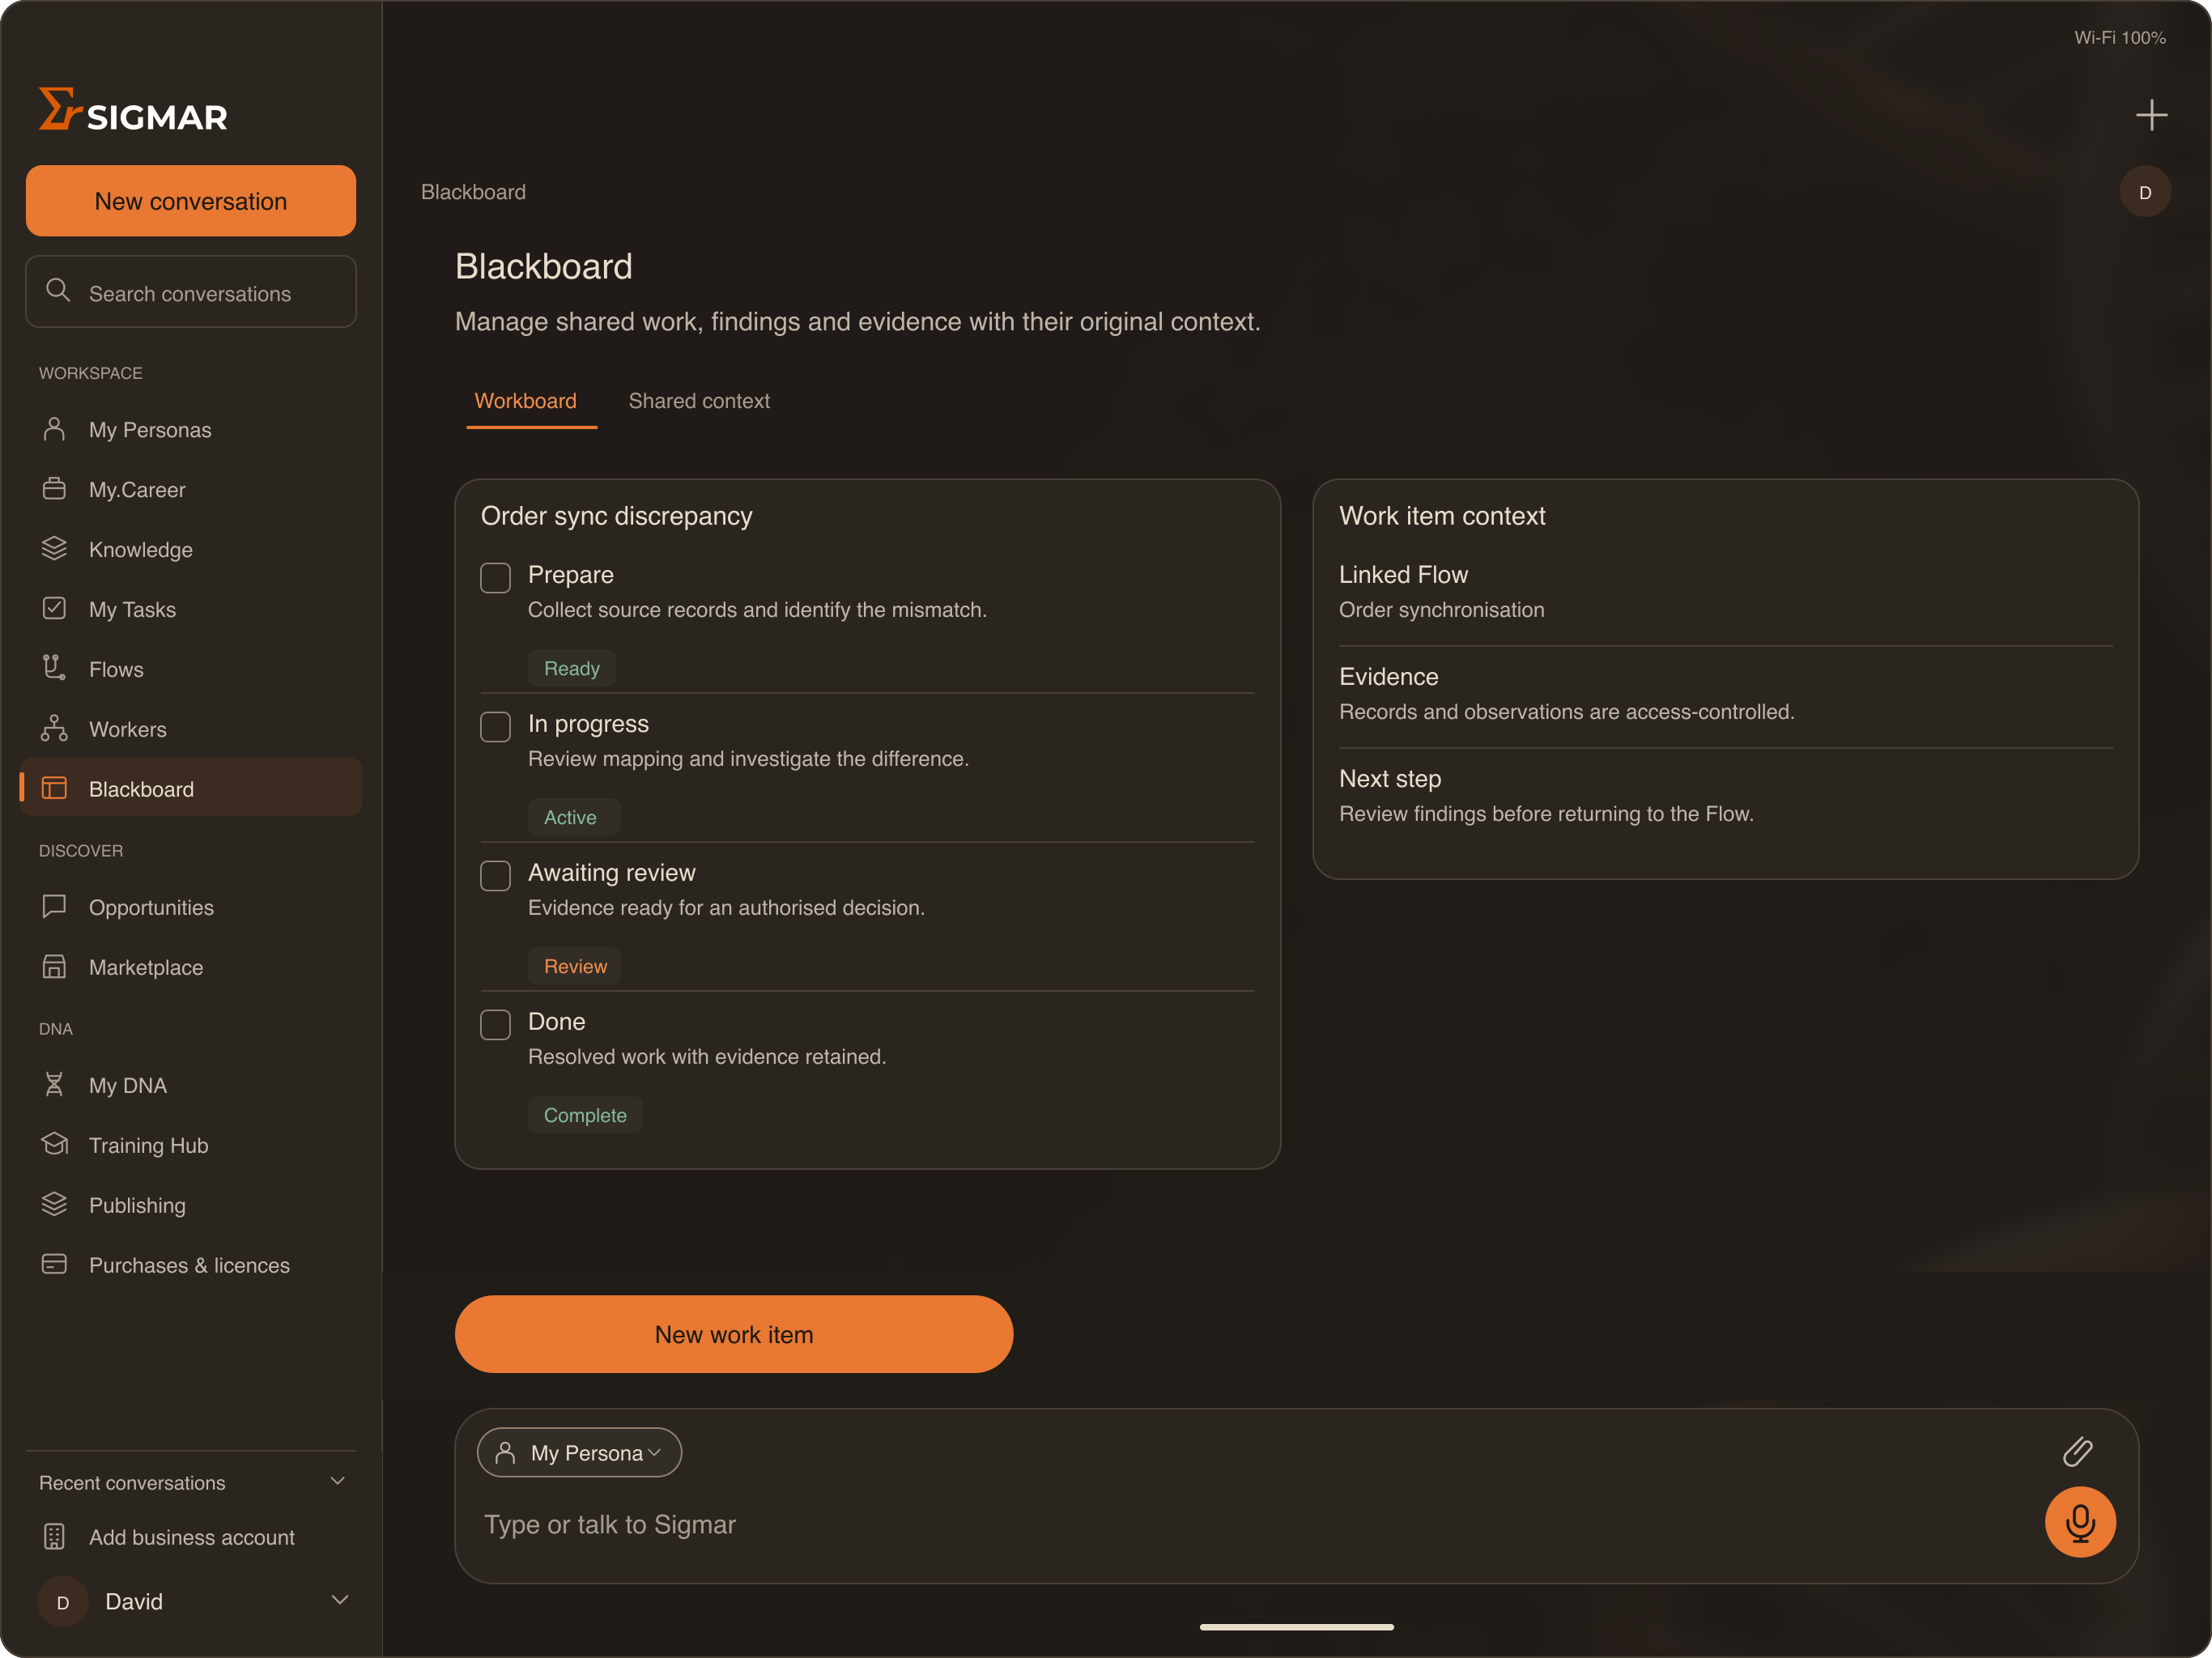 Wi-Fi 100%
Σr SIGMAR
New conversation
Search conversations
WORKSPACE
My Personas
My.Career
Knowledge
My Tasks
Flows
Workers
Blackboard
DISCOVER
Opportunities
Marketplace
DNA
My DNA
Training Hub
Publishing
Purchases & licences
Recent conversations
Add business account
D
David
Blackboard
D
Blackboard
Manage shared work, findings and evidence with their original context.
Workboard
Shared context
Order sync discrepancy
Prepare
Collect source records and identify the mismatch.
Ready
In progress
Review mapping and investigate the difference.
Active
Awaiting review
Evidence ready for an authorised decision.
Review
Done
Resolved work with evidence retained.
Complete
Work item context
Linked Flow
Order synchronisation
Evidence
Records and observations are access-controlled.
Next step
Review findings before returning to the Flow.
New work item
My Persona
Type or talk to Sigmar